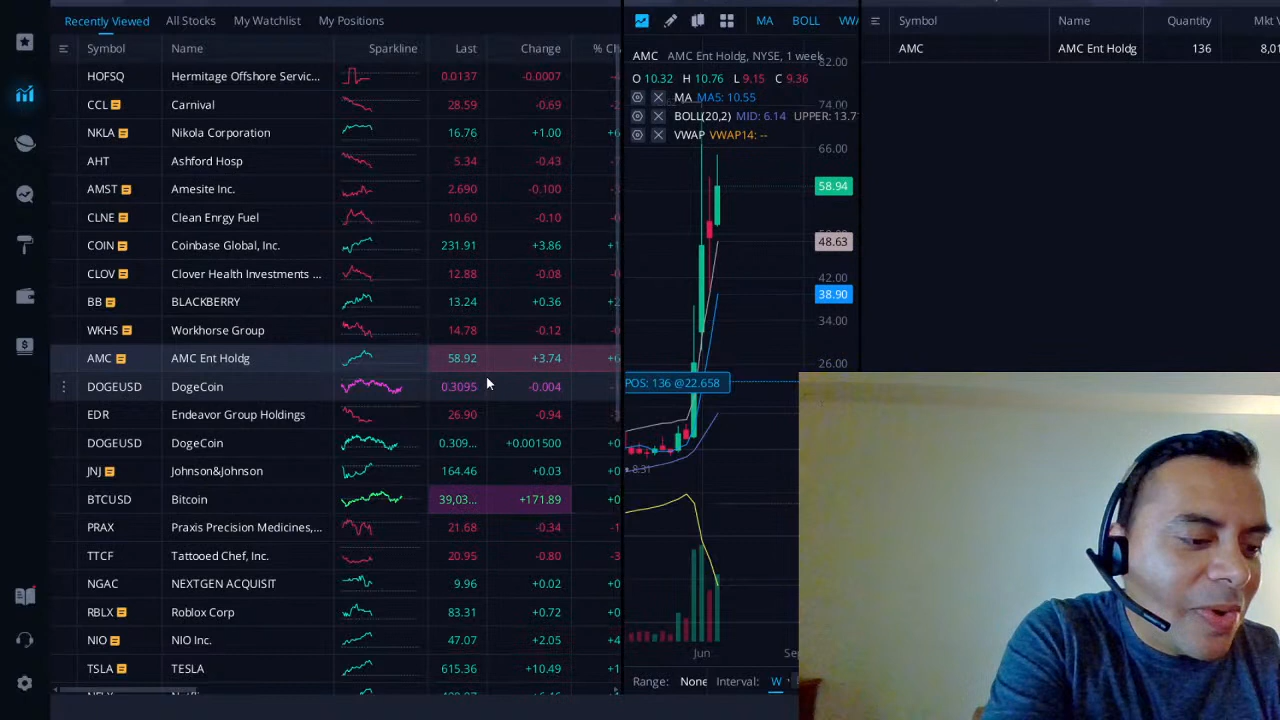 Recently Viewed All Stocks My Watchlist My Positions
Symbol Name Sparkline Last Change
HOFSQ Hermitage Offshore Servic... 0.0137 -0.0007
CCL Carnival 28.59 -0.69
NKLA Nikola Corporation 16.76 +1.00
AHT Ashford Hosp 5.34 -0.43
AMST Amesite Inc. 2.690 -0.100
CLNE Clean Enrgy Fuel 10.60 -0.10
COIN Coinbase Global, Inc. 231.91 +3.86
CLOV Clover Health Investments ... 12.88 -0.08
BB BLACKBERRY 13.24 +0.36
WKHS Workhorse Group 14.78 -0.12
AMC AMC Ent Holdg 58.92 +3.74
DOGEUSD DogeCoin 0.3095 -0.004
EDR Endeavor Group Holdings 26.90 -0.94
DOGEUSD DogeCoin 0.309... +0.001500
JNJ Johnson&Johnson 164.46 +0.03
BTCUSD Bitcoin 39,03... +171.89
PRAX Praxis Precision Medicines,... 21.68 -0.34
TTCF Tattooed Chef, Inc. 20.95 -0.80
NGAC NEXTGEN ACQUISIT 9.96 +0.02
RBLX Roblox Corp 83.31 +0.72
NIO NIO Inc. 47.07 +2.05
TSLA TESLA 615.36 +10.49
MA BOLL
AMC AMC Ent Holdg, NYSE, 1 week
O 10.32 H 10.76 L 9.15 C 9.36
MA MA5: 10.55
BOLL(20,2) MID: 6.14 UPPER: 13.7
VWAP VWAP14: --
82.00
74.00
66.00
58.94
48.63
42.00
38.90
34.00
26.00
POS: 136 @22.658
8.31
Jun
Range: None Interval: W
Symbol Name Quantity
AMC AMC Ent Holdg 136